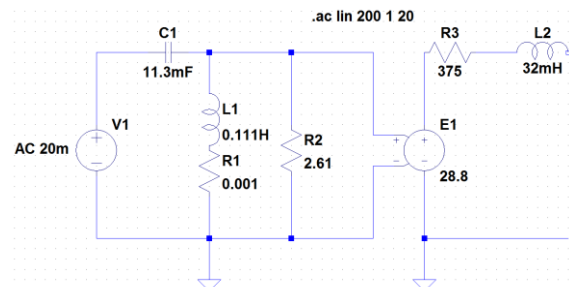 .ac lin 200 1 20
C1
11.3mF
R3
375
L2
32mH
L1
0.111H
V1
AC 20m
R2
2.61
R1
0.001
E1
28.8